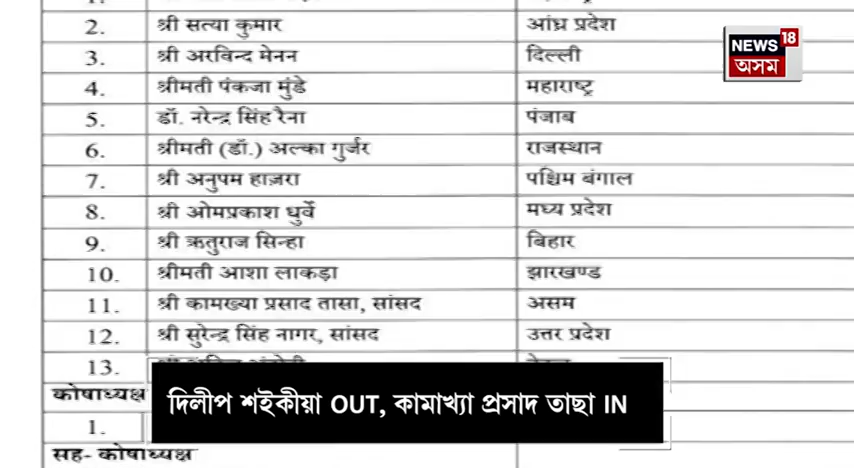 2. श्री सत्या कुमार आंध्र प्रदेश
3. श्री अरविन्द मेनन दिल्ली
4. श्रीमती पंकजा मुंडे महाराष्ट्र
5. डॉ. नरेन्द्र सिंह रैना पंजाब
6. श्रीमती (डॉ.) अल्का गुर्जर राजस्थान
7. श्री अनुपम हाज़रा पश्चिम बंगाल
8. श्री ओमप्रकाश धुर्वे मध्य प्रदेश
9. श्री ऋतुराज सिन्हा बिहार
10. श्रीमती आशा लाकड़ा झारखण्ड
11. श्री कामख्या प्रसाद तासा, सांसद असम
12. श्री सुरेन्द्र सिंह नागर, सांसद उत्तर प्रदेश
13.
कोषाध्यक्ष
1.
सह- कोषाध्यक्ष
NEWS 18
অসম
দিলীপ শইকীয়া OUT, কামাখ্যা প্ৰসাদ তাছা IN